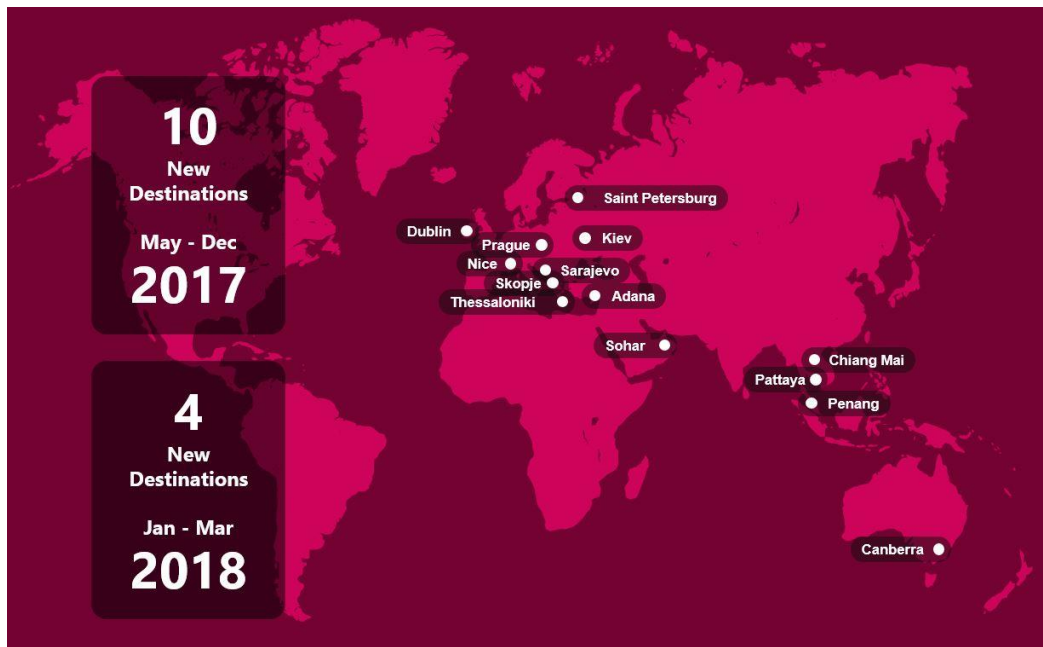 10
New
Destinations
May - Dec
2017
4
New
Destinations
Jan - Mar
2018
Saint Petersburg
Dublin
Kiev
Prague
Nice
Sarajevo
Skopje
Adana
Thessaloniki
Sohar
Chiang Mai
Pattaya
Penang
Canberra